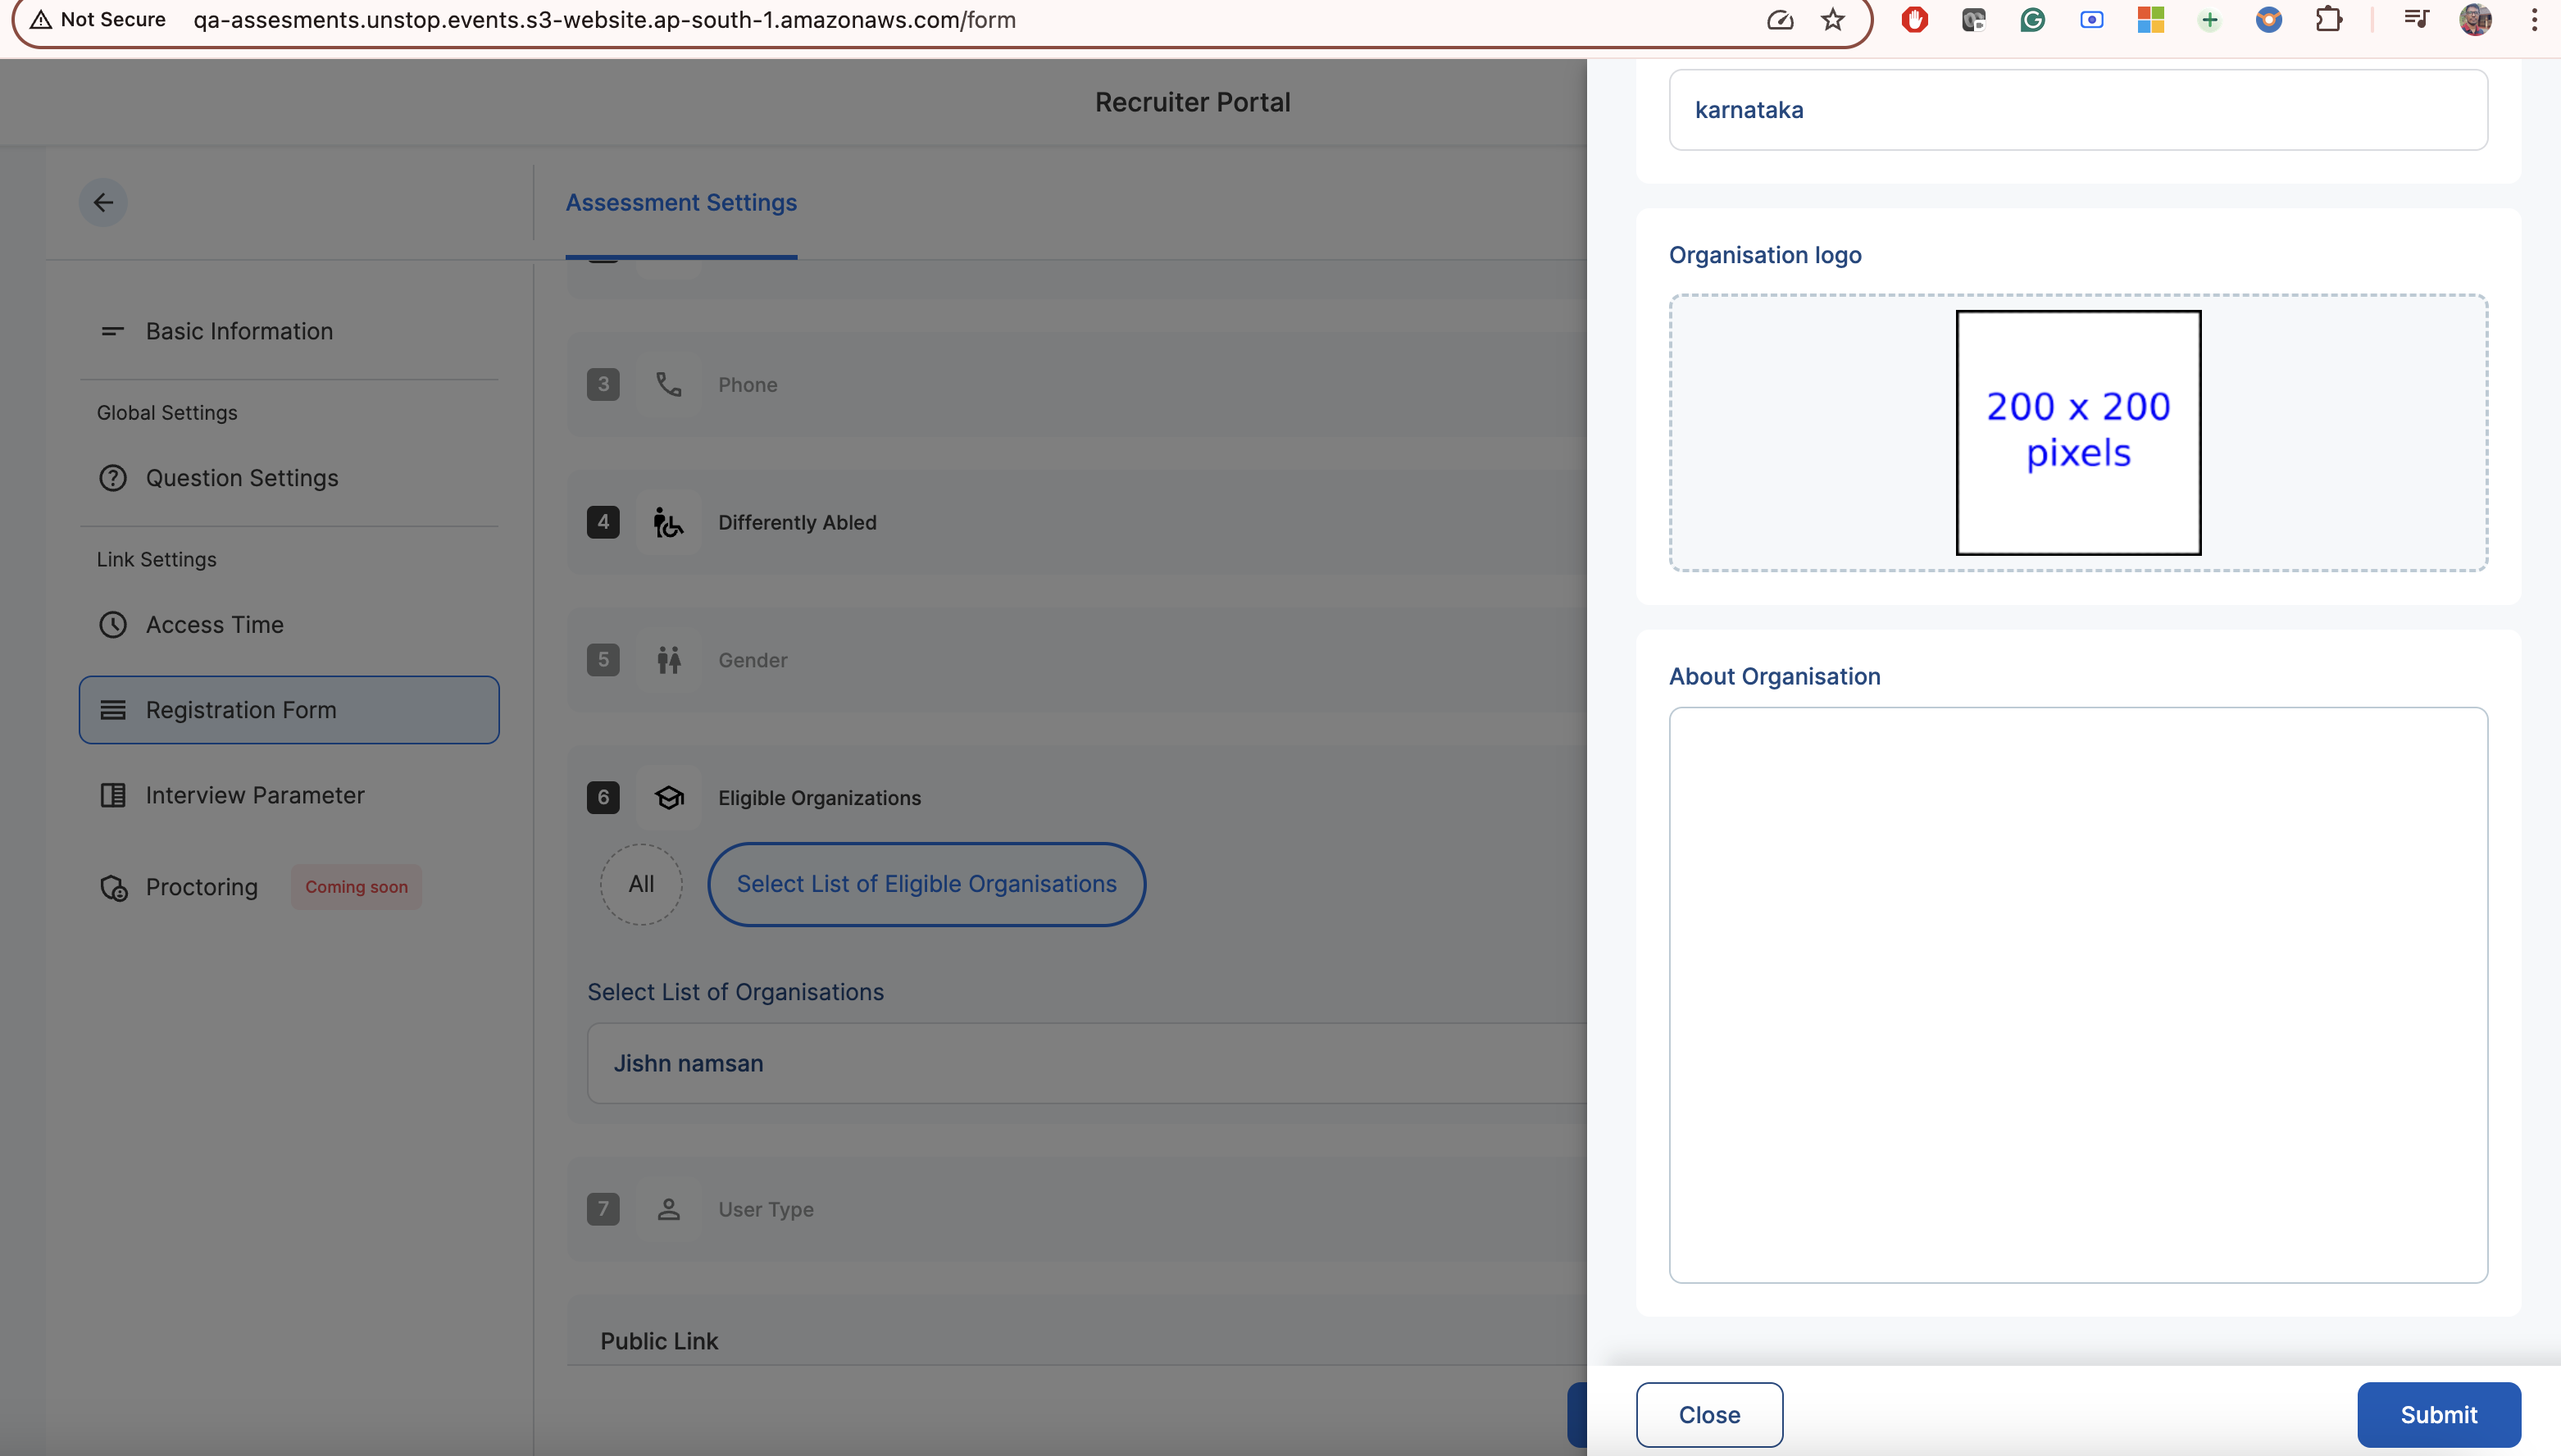 Not Secure qa-assesments.unstop.events.s3-website.ap-south-1.amazonaws.com/form
Recruiter Portal
Assessment Settings
Basic Information
Global Settings
Question Settings
Link Settings
Access Time
Registration Form
Interview Parameter
Proctoring Coming soon
3 Phone
4 Differently Abled
5 Gender
6 Eligible Organizations
All Select List of Eligible Organisations
Select List of Organisations
Jishn namsan
7 User Type
Public Link
karnataka
Organisation logo
200 x 200
pixels
About Organisation
Close Submit